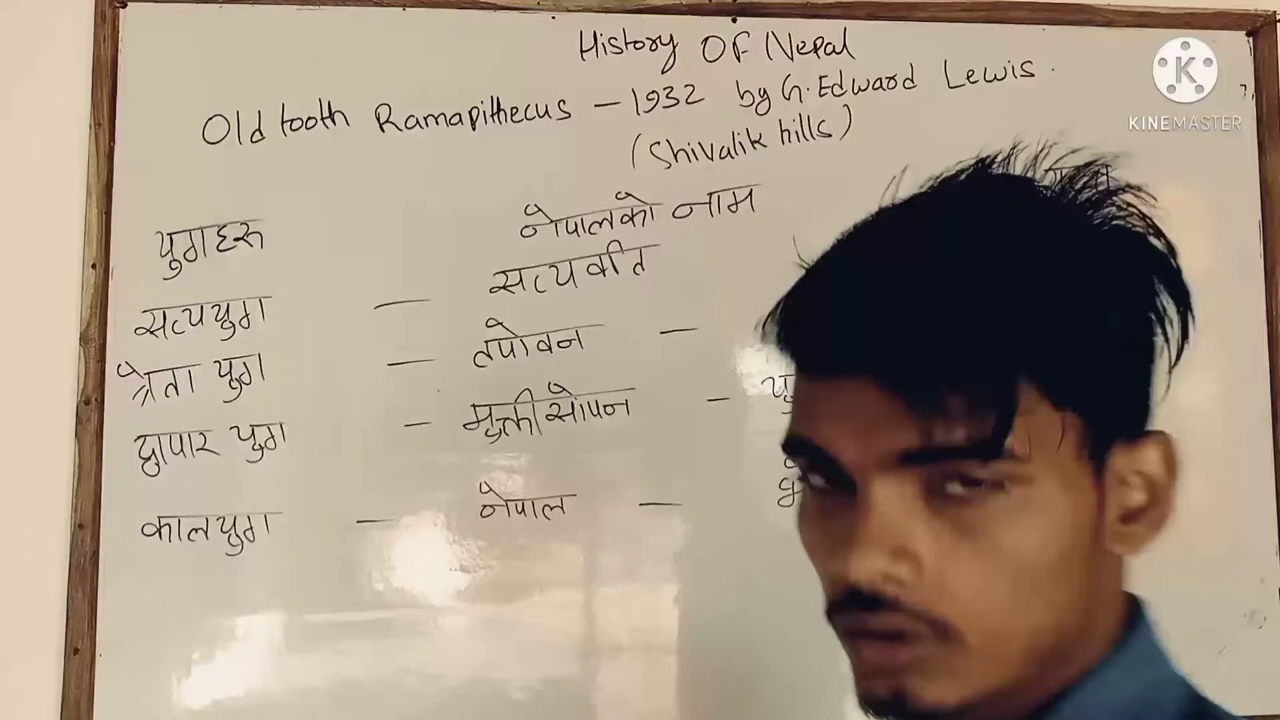 History OF Nepal
Old tooth Ramapithecus – 1932 by G. Edward Lewis.
(Shivalik hills)
युगहरु नेपालको नाम
सत्ययुग — सत्यवति
त्रेता युग — तपोवन —
द्वापार युग — मुक्तीसोपन —
कालयुग — नेपाल —
KINEMASTER